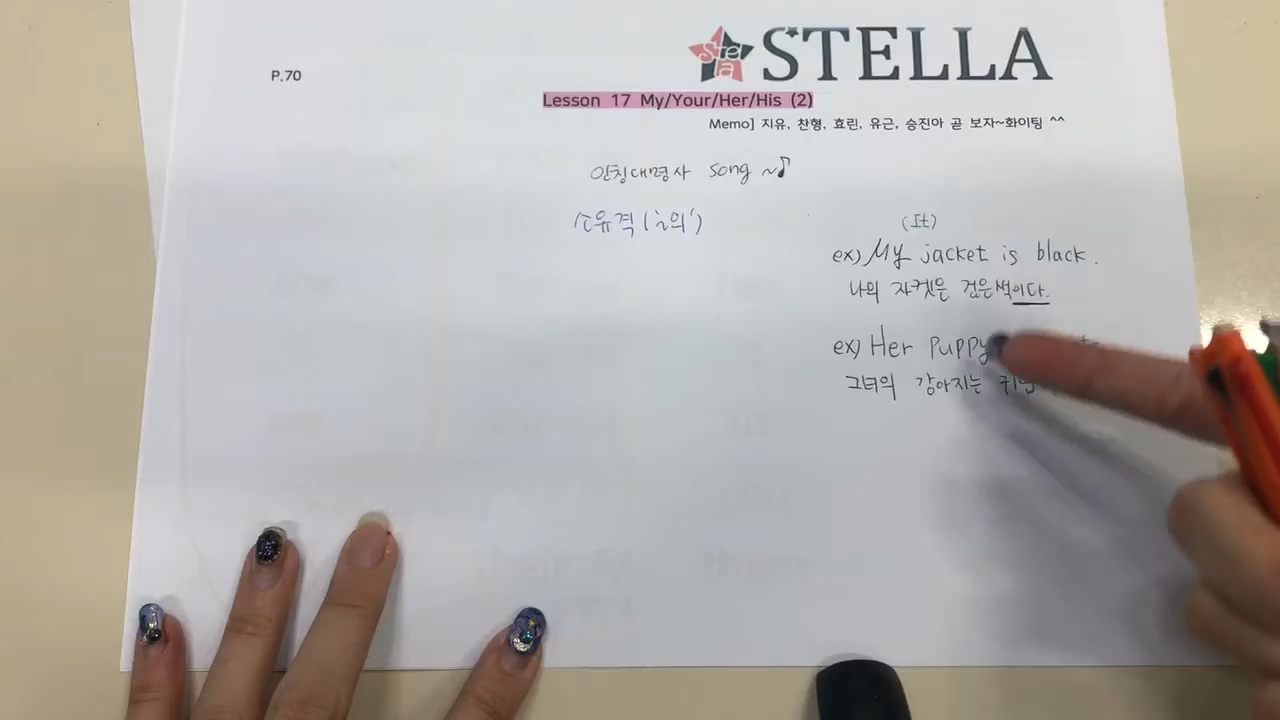 STELLA
P.70
Lesson 17 My/Your/Her/His (2)
Memo] 지유, 찬형, 효린, 유근, 승진아 곧 보자~화이팅 ^^
인칭대명사 song ~♪
소유격 ('~의')
(It)
ex) My jacket is black.
나의 자켓은 검은색이다.
ex) Her puppy
그녀의 강아지는